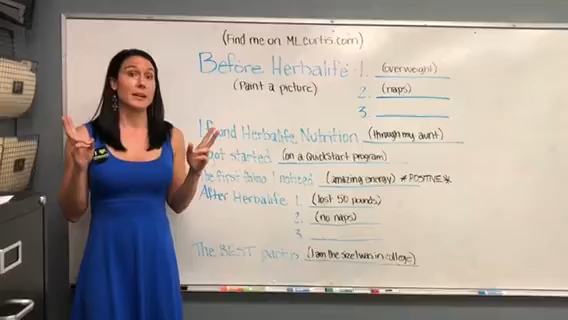 (Find me on MLCurtis.com)
Before Herbalife 1. (overweight)
(Paint a picture) 2. (naps)
3.
I found Herbalife Nutrition (through my aunt)
got started (on a Quickstart program)
he first thing I noticed (amazing energy) *POSITIVE*
After Herbalife 1. (lost 50 pounds)
2. (no naps)
3
The BEST part is (I am the size I was in college)